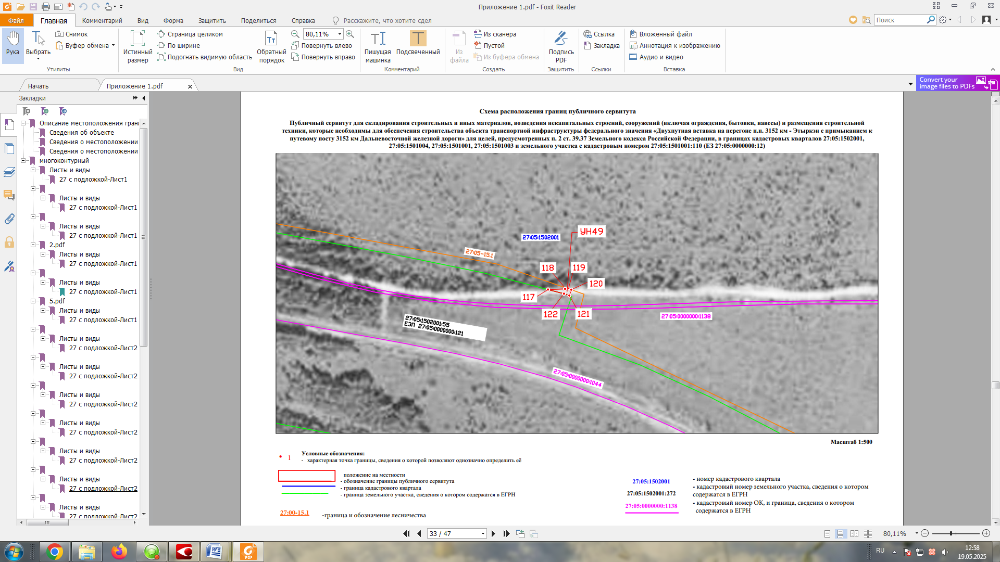 Приложение 1.pdf - Foxit Reader
Файл
Главная
Комментарий
Вид
Форма
Защитить
Поделиться
Справка
Расскажите, что хотите сдел
Поиск
Рука
Выбрать
Снимок
Буфер обмена
Утилиты
Истинный размер
Страница целиком
По ширине
Подогнать видимую область
Обратный порядок
80,11%
Повернуть влево
Повернуть вправо
Вид
Пишущая машинка
Подсвеченный
Комментарий
Из файла
Из сканера
Пустой
Из буфера обмена
Создать
Подпись PDF
Защитить
Ссылка
Закладка
Ссылки
Вложенный файл
Аннотация к изображению
Аудио и видео
Вставка
Начать
Приложение 1.pdf
Convert your
image files to PDFs
Закладки
Описание местоположения грани
Сведения об объекте
Сведения о местоположении
Сведения о местоположении
многоконтурный
Листы и виды
27 с подложкой-Лист1
Листы и виды
27 с подложкой-Лист1
Листы и виды
27 с подложкой-Лист1
2.pdf
Листы и виды
27 с подложкой-Лист1
Листы и виды
27 с подложкой-Лист1
5.pdf
Листы и виды
27 с подложкой-Лист1
Листы и виды
27 с подложкой-Лист2
Листы и виды
27 с подложкой-Лист2
Листы и виды
27 с подложкой-Лист2
Листы и виды
27 с подложкой-Лист2
Листы и виды
27 с подложкой-Лист2
Листы и виды
27 с подложкой-Лист2
Листы и виды
27 с подложкой-Лист2
Схема расположения границ публичного сервитута
Публичный сервитут для складирования строительных и иных материалов, возведения некапитальных строений, сооружений (включая ограждения, бытовки, навесы) и размещения строительной
техники, которые необходимы для обеспечения строительства объекта транспортной инфраструктуры федерального значения «Двухпутная вставка на перегоне п.п. 3152 км - Этыркэн с примыканием к
путевому посту 3152 км Дальневосточной железной дороги» для целей, предусмотренных п. 2 ст. 39.37 Земельного кодекса Российской Федерации, в границах кадастровых кварталов 27:05:1502001,
27:05:1501004, 27:05:1501001, 27:05:1501003 и земельного участка с кадастровым номером 27:05:1501001:110 (ЕЗ 27:05:0000000:12)
УН49
27:05:1502001
27:05-15.1
118
119
120
117
122
121
27:05:0000000:1138
27:05:1502001:55
ЕЗП 27:05:0000000:121
27:05:0000000:1044
Масштаб 1:500
Условные обозначения:
1
- характерная точка границы, сведения о которой позволяют однозначно определить её
положение на местности
- обозначение границы публичного сервитута
- граница кадастрового квартала
- граница земельного участка, сведения о котором содержатся в ЕГРН
27:00-15.1
-граница и обозначение лесничества
27:05:1502001
- номер кадастрового квартала
27:05:1502001:272
- кадастровый номер земельного участка, сведения о котором
содержатся в ЕГРН
27:05:0000000:1138
- кадастровый номер ОК, и граница, сведения о котором
содержатся в ЕГРН
33 / 47
80,11%
RU
12:58
19.05.2025